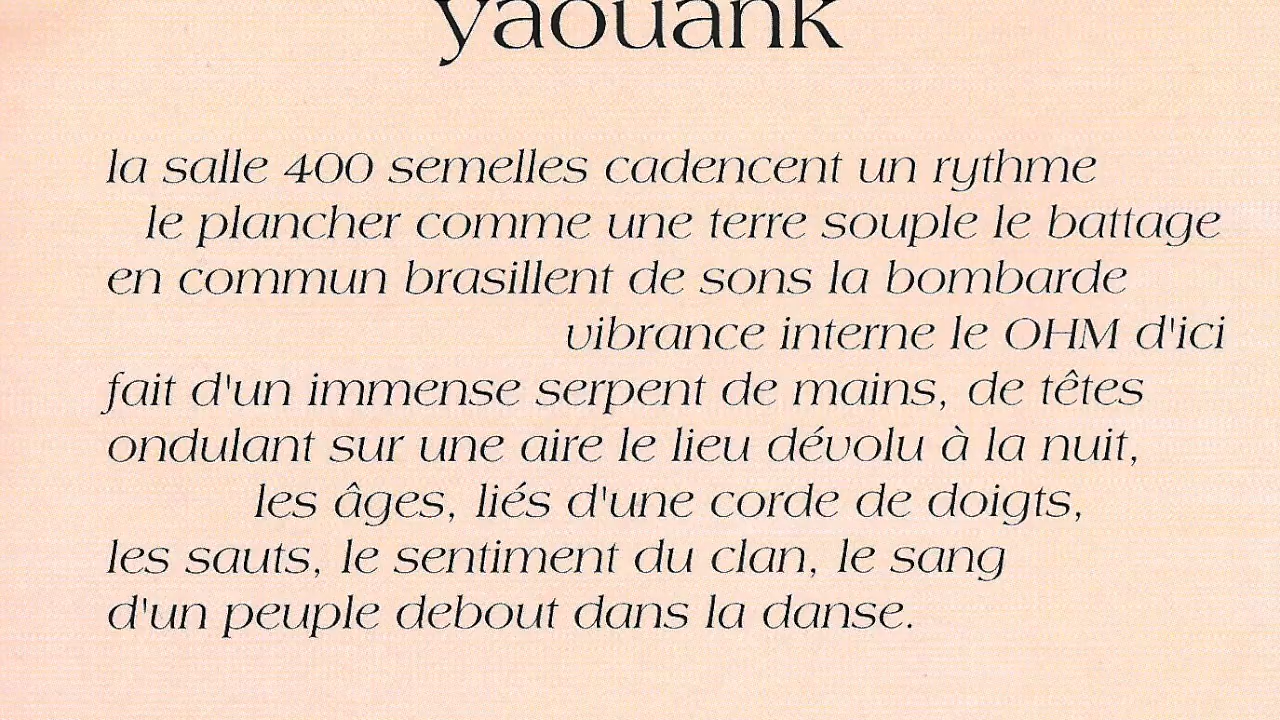 yaouank
la salle 400 semelles cadencent un rythme
le plancher comme une terre souple le battage
en commun brasillent de sons la bombarde
vibrance interne le OHM d'ici
fait d'un immense serpent de mains, de têtes
ondulant sur une aire le lieu dévolu à la nuit,
les âges, liés d'une corde de doigts,
les sauts, le sentiment du clan, le sang
d'un peuple debout dans la danse.